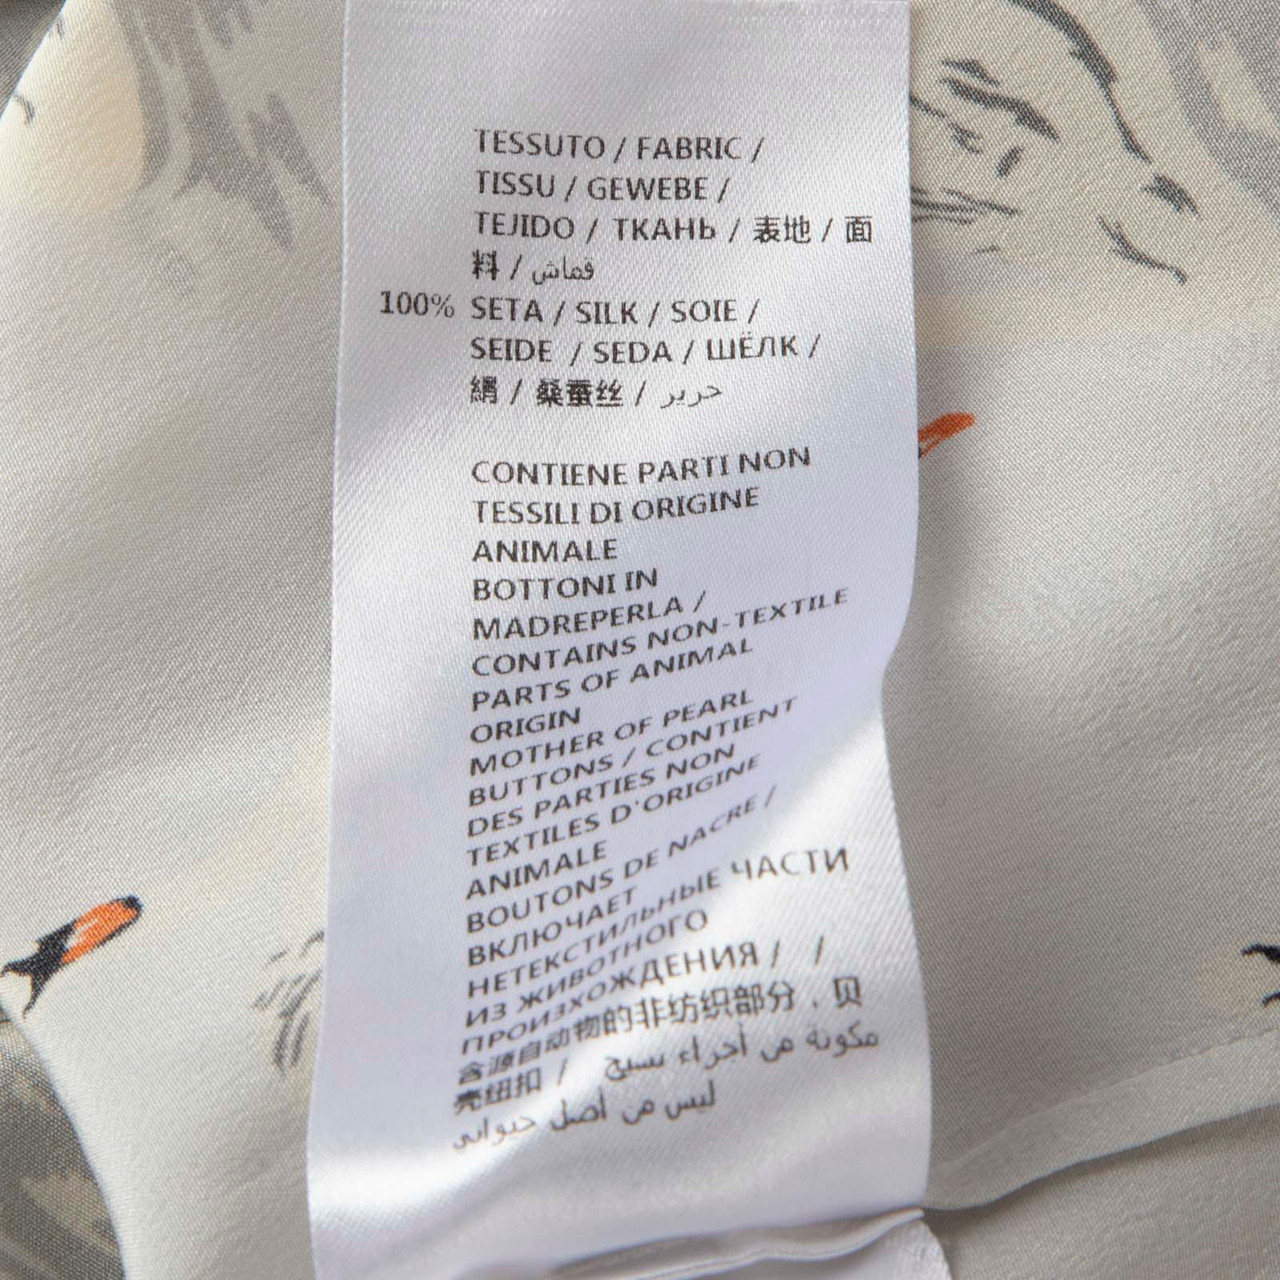 TESSUTO / FABRIC /
TISSU / GEWEBE /
TEJIDO / ТКАНЬ / 表地 / 面
料 / قماش
100% SETA / SILK / SOIE /
SEIDE / SEDA / ШЁЛК /
絹 / 桑蚕丝 / حرير
CONTIENE PARTI NON
TESSILI DI ORIGINE
ANIMALE
BOTTONI IN
MADREPERLA /
CONTAINS NON-TEXTILE
PARTS OF ANIMAL
ORIGIN
MOTHER OF PEARL
BUTTONS / CONTIENT
DES PARTIES NON
TEXTILES D'ORIGINE
ANIMALE
BOUTONS DE NACRE /
ВКЛЮЧАЕТ
НЕТЕКСТИЛЬНЫЕ ЧАСТИ
ИЗ ЖИВОТНОГО
ПРОИЗХОЖДЕНИЯ / /
含源自动物的非纺织部分，贝
壳纽扣 / مكونة من أجزاء نسيج
ليس من أصل حيواني